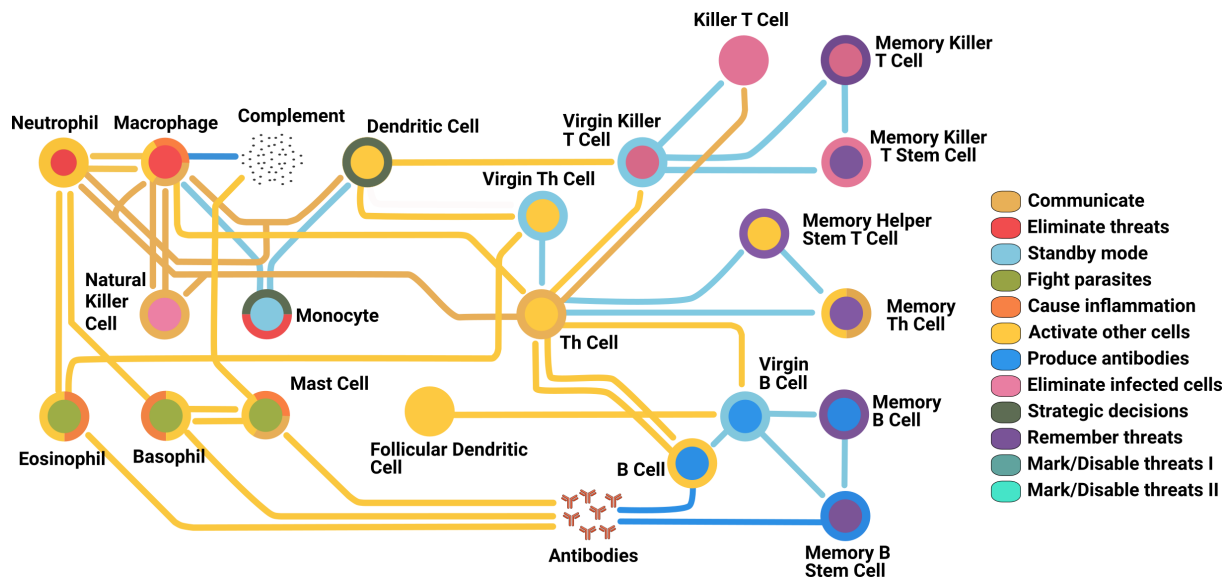 Killer T Cell
Memory Killer
T Cell
Neutrophil
Macrophage
Complement
Dendritic Cell
Virgin Killer
T Cell
Memory Killer
T Stem Cell
Virgin Th Cell
Memory Helper
Stem T Cell
Natural
Killer
Cell
Monocyte
Th Cell
Memory
Th Cell
Virgin
B Cell
Mast Cell
Memory
B Cell
Eosinophil
Basophil
Follicular Dendritic
Cell
B Cell
Antibodies
Memory B
Stem Cell
Communicate
Eliminate threats
Standby mode
Fight parasites
Cause inflammation
Activate other cells
Produce antibodies
Eliminate infected cells
Strategic decisions
Remember threats
Mark/Disable threats I
Mark/Disable threats II